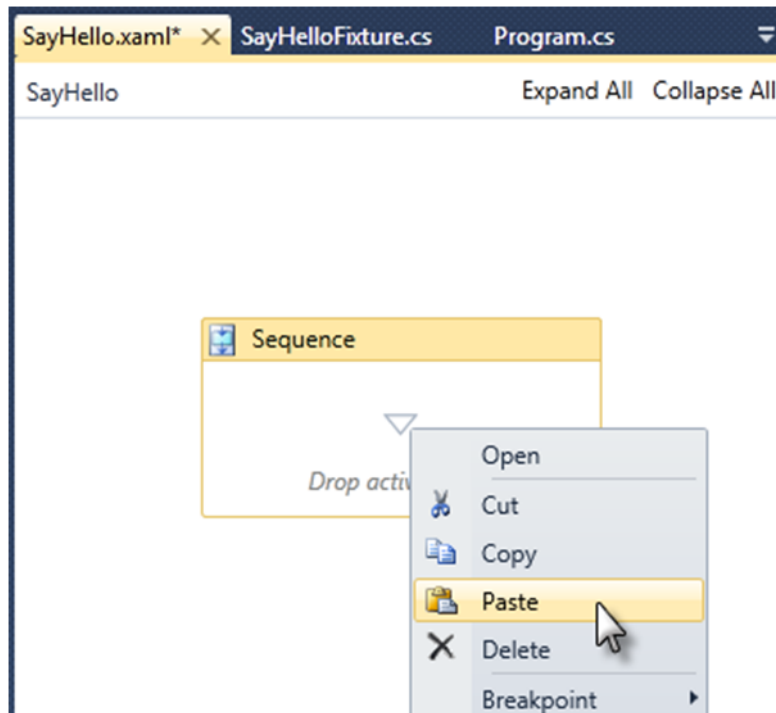 SayHello.xaml* SayHelloFixture.cs Program.cs
SayHello Expand All Collapse All
Sequence
Drop
Open
Cut
Copy
Paste
Delete
Breakpoint